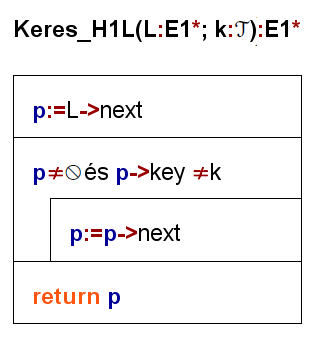 Keres_H1L(L:E1*; k:𝒯):E1*
p:=L->next
p≠⦸és p->key ≠k
p:=p->next
return p